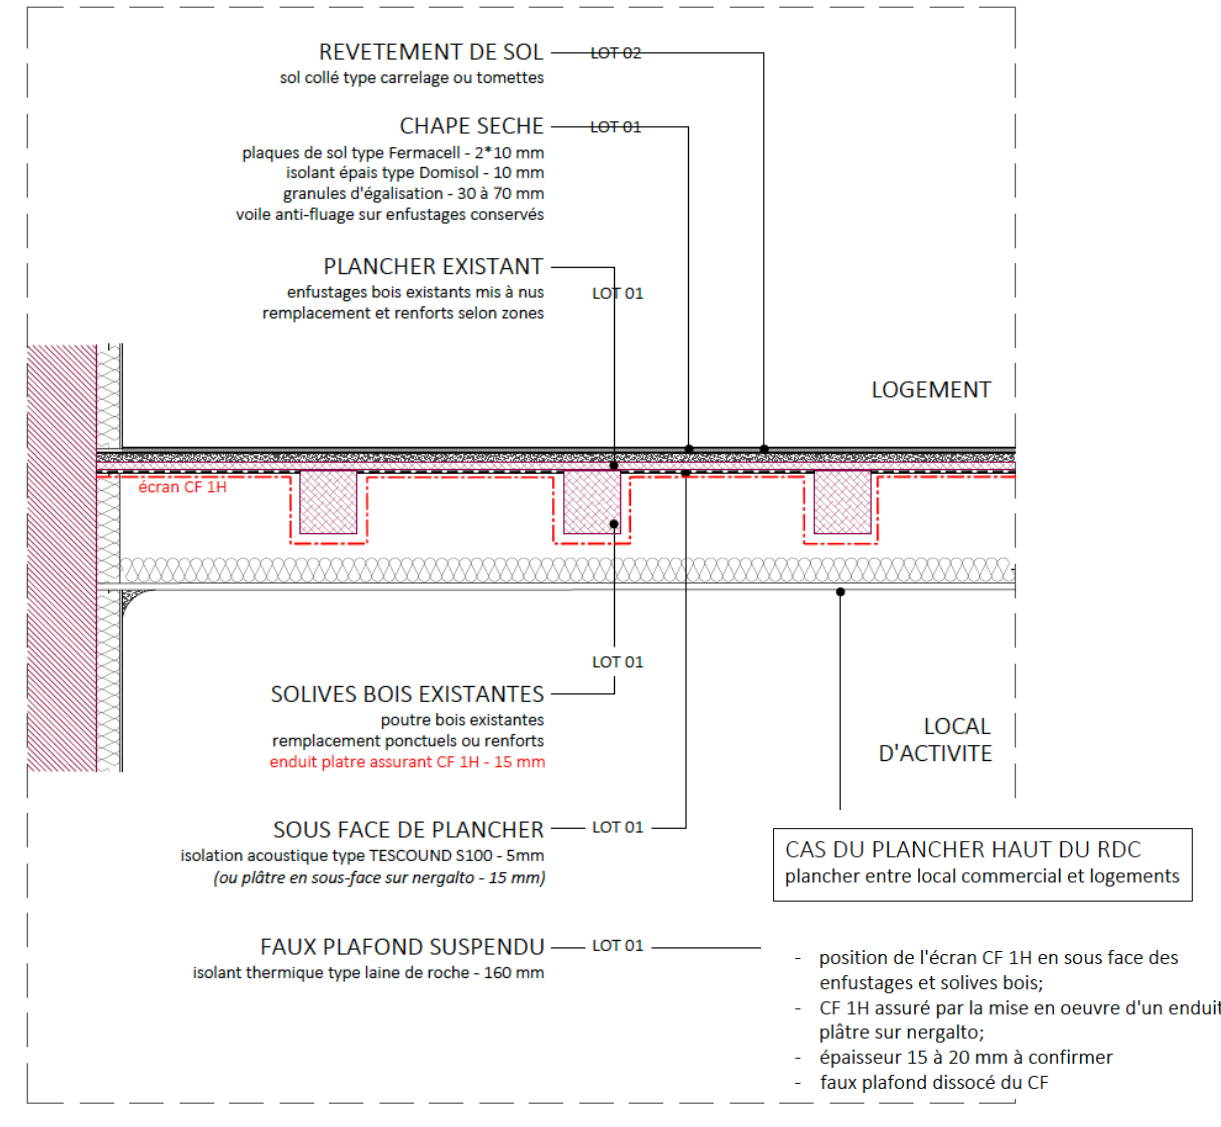 REVETEMENT DE SOL
LOT 02
sol collé type carrelage ou tomettes
CHAPE SECHE
LOT 01
plaques de sol type Fermacell - 2*10 mm
isolant épais type Domisol - 10 mm
granules d'égalisation - 30 à 70 mm
voile anti-fluage sur enfustages conservés
PLANCHER EXISTANT
enfustages bois existants mis à nus
LOT 01
remplacement et renforts selon zones
LOGEMENT
écran CF 1H
LOT 01
SOLIVES BOIS EXISTANTES
poutre bois existantes
remplacement ponctuels ou renforts
enduit platre assurant CF 1H - 15 mm
LOCAL
D'ACTIVITE
SOUS FACE DE PLANCHER
LOT 01
isolation acoustique type TESCOUND S100 - 5mm
(ou plâtre en sous-face sur nergalto - 15 mm)
CAS DU PLANCHER HAUT DU RDC
plancher entre local commercial et logements
FAUX PLAFOND SUSPENDU
LOT 01
isolant thermique type laine de roche - 160 mm
- position de l'écran CF 1H en sous face des
enfustages et solives bois;
- CF 1H assuré par la mise en oeuvre d'un enduit
plâtre sur nergalto;
- épaisseur 15 à 20 mm à confirmer
- faux plafond dissocé du CF